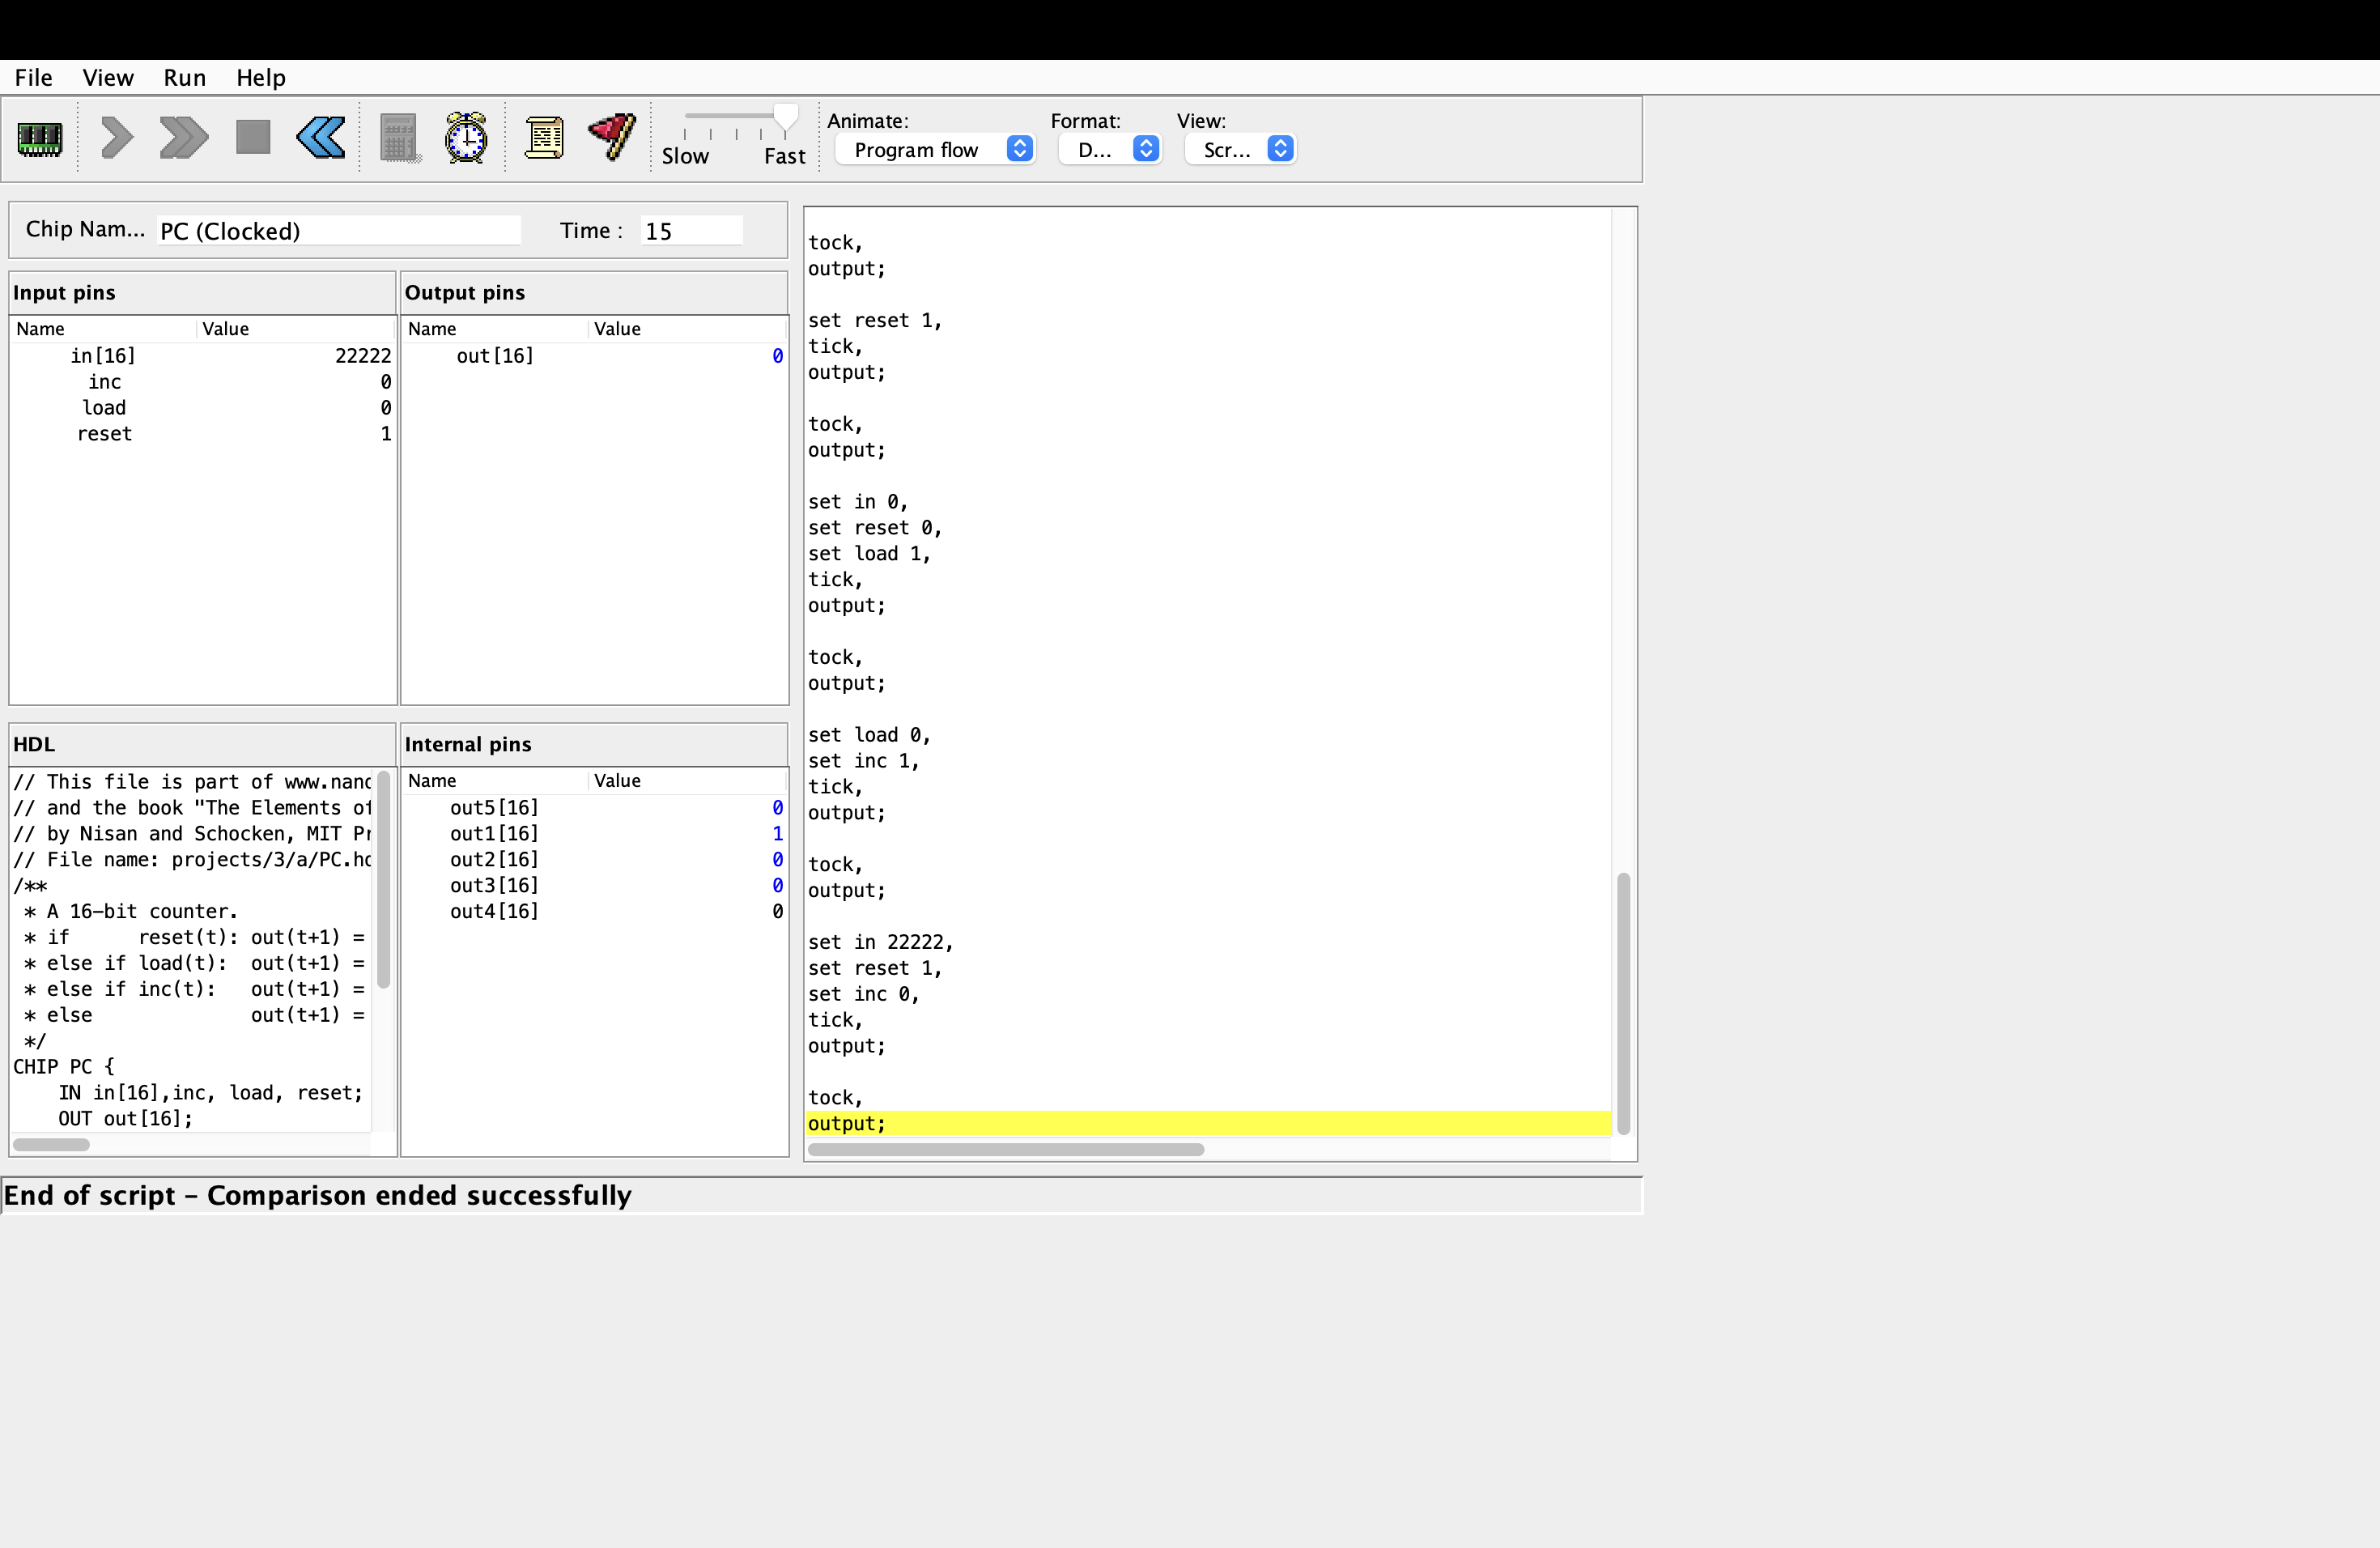 File View Run Help
Animate: Format: View:
Slow Fast Program flow D... Scr...
Chip Nam... PC (Clocked) Time : 15
Input pins
Name Value
in[16] 22222
inc 0
load 0
reset 1
Output pins
Name Value
out[16] 0
HDL
// This file is part of www.nand
// and the book "The Elements of
// by Nisan and Schocken, MIT Pr
// File name: projects/3/a/PC.hd
/**
* A 16-bit counter.
* if reset(t): out(t+1) =
* else if load(t): out(t+1) =
* else if inc(t): out(t+1) =
* else out(t+1) =
*/
CHIP PC {
IN in[16],inc, load, reset;
OUT out[16];
Internal pins
Name Value
out5[16] 0
out1[16] 1
out2[16] 0
out3[16] 0
out4[16] 0
tock,
output;
set reset 1,
tick,
output;
tock,
output;
set in 0,
set reset 0,
set load 1,
tick,
output;
tock,
output;
set load 0,
set inc 1,
tick,
output;
tock,
output;
set in 22222,
set reset 1,
set inc 0,
tick,
output;
tock,
output;
End of script – Comparison ended successfully